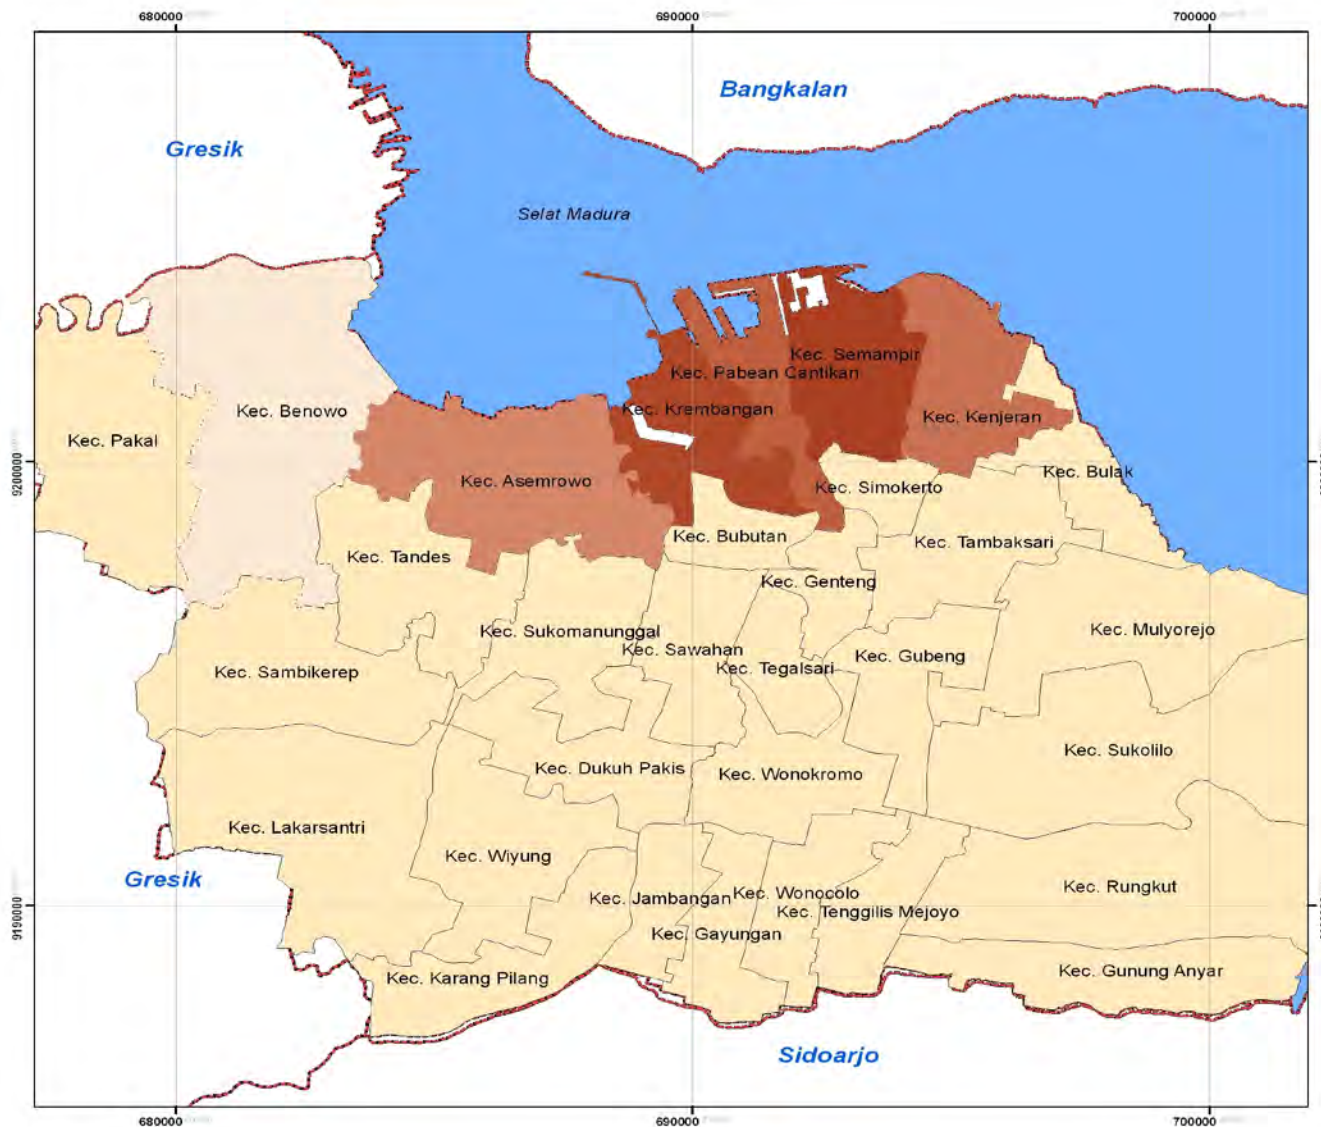 680000
690000
700000
Bangkalan
Gresik
Selat Madura
Kec. Semampir
Kec. Pabean Cantikan
Kec. Benowo
Kec. Krembangan
Kec. Kenjeran
Kec. Pakal
9200000
Kec. Bulak
Kec. Asemrowo
Kec. Simokerto
Kec. Bubutan
Kec. Tambaksari
Kec. Tandes
Kec. Genteng
Kec. Sukomanunggal
Kec. Mulyorejo
Kec. Sawahan
Kec. Gubeng
Kec. Sambikerep
Kec. Tegalsari
Kec. Sukolilo
Kec. Dukuh Pakis
Kec. Wonokromo
Kec. Lakarsantri
Kec. Wiyung
Gresik
Kec. Rungkut
Kec. Jambangan
Kec. Wonocolo
Kec. Tenggilis Mejoyo
9190000
Kec. Gayungan
Kec. Karang Pilang
Kec. Gunung Anyar
Sidoarjo
680000
690000
700000